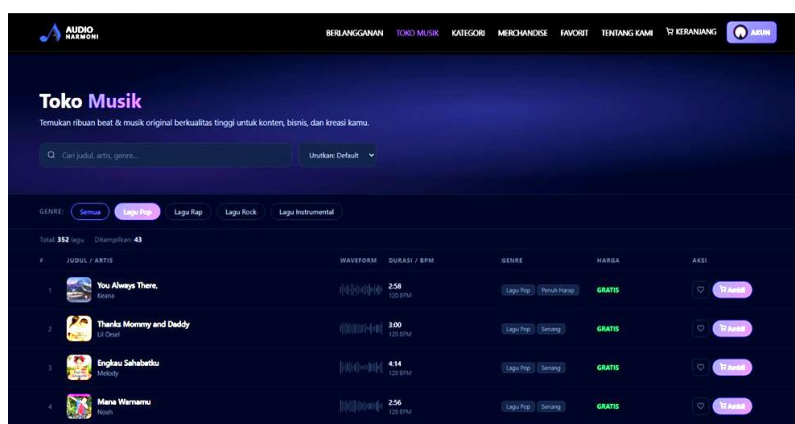 AUDIO
HARMONI
BERLANGGANAN TOKO MUSIK KATEGORI MERCHANDISE FAVORIT TENTANG KAMI KERANJANG AKUN
Toko Musik
Temukan ribuan beat & musik original berkualitas tinggi untuk konten, bisnis, dan kreasi kamu.
Cari judul, artis, genre... Urutkan: Default
GENRE: Semua Lagu Pop Lagu Rap Lagu Rock Lagu Instrumental
Total: 352 lagu Ditampilkan: 43
# JUDUL / ARTIS WAVEFORM DURASI / BPM GENRE HARGA AKSI
1 You Always There, 2:58 Lagu Pop Penuh Harap GRATIS Ambil
Keana 120 BPM
2 Thanks Mommy and Daddy 3:00 Lagu Pop Senang GRATIS Ambil
Lil Orsel 120 BPM
3 Engkau Sahabatku 4:14 Lagu Pop Senang GRATIS Ambil
Melody 120 BPM
4 Mana Warnamu 2:56 Lagu Pop Senang GRATIS Ambil
Noah 120 BPM